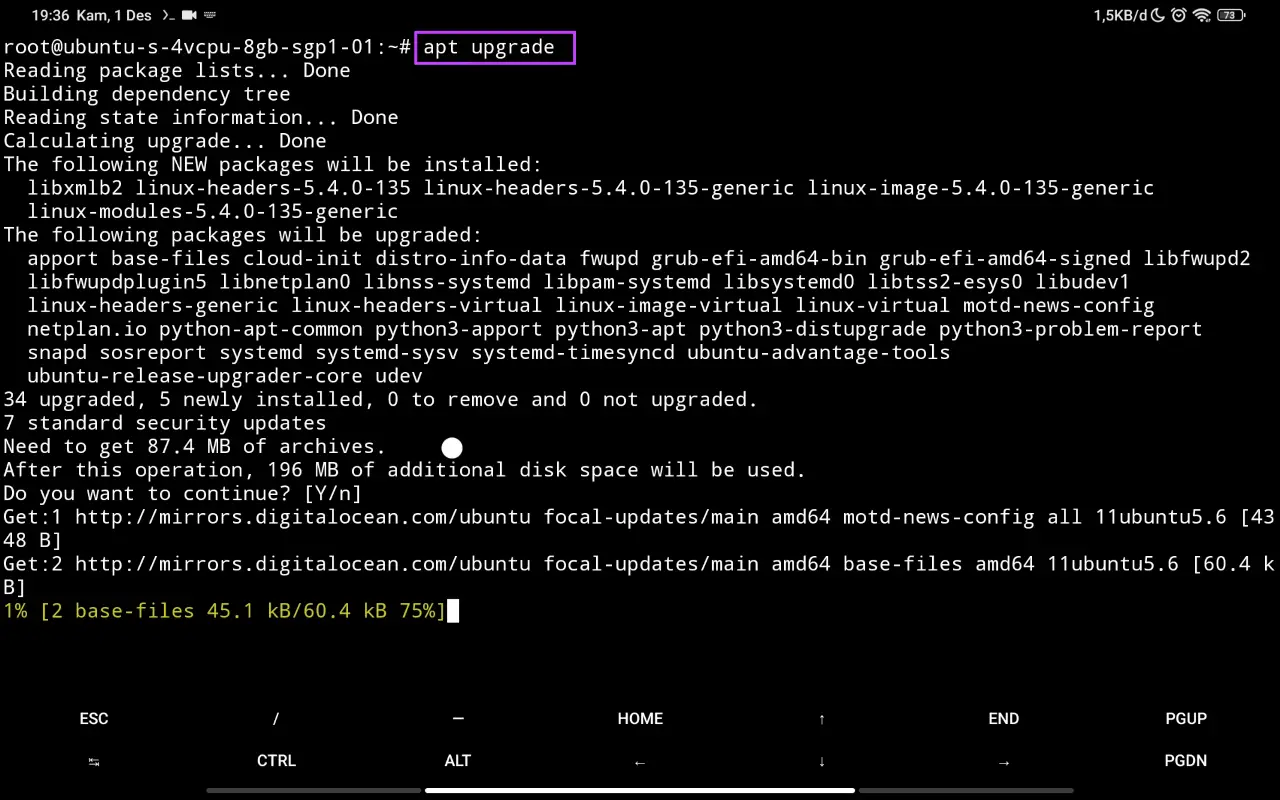 19:36 Kam, 1 Des
1,5KB/d 73
root@ubuntu-s-4vcpu-8gb-sgp1-01:~# apt upgrade
Reading package lists... Done
Building dependency tree
Reading state information... Done
Calculating upgrade... Done
The following NEW packages will be installed:
  libxmlb2 linux-headers-5.4.0-135 linux-headers-5.4.0-135-generic linux-image-5.4.0-135-generic
  linux-modules-5.4.0-135-generic
The following packages will be upgraded:
  apport base-files cloud-init distro-info-data fwupd grub-efi-amd64-bin grub-efi-amd64-signed libfwupd2
  libfwupdplugin5 libnetplan0 libnss-systemd libpam-systemd libsystemd0 libtss2-esys0 libudev1
  linux-headers-generic linux-headers-virtual linux-image-virtual linux-virtual motd-news-config
  netplan.io python-apt-common python3-apport python3-apt python3-distupgrade python3-problem-report
  snapd sosreport systemd systemd-sysv systemd-timesyncd ubuntu-advantage-tools
  ubuntu-release-upgrader-core udev
34 upgraded, 5 newly installed, 0 to remove and 0 not upgraded.
7 standard security updates
Need to get 87.4 MB of archives.
After this operation, 196 MB of additional disk space will be used.
Do you want to continue? [Y/n]
Get:1 http://mirrors.digitalocean.com/ubuntu focal-updates/main amd64 motd-news-config all 11ubuntu5.6 [43
48 B]
Get:2 http://mirrors.digitalocean.com/ubuntu focal-updates/main amd64 base-files amd64 11ubuntu5.6 [60.4 k
B]
1% [2 base-files 45.1 kB/60.4 kB 75%]
ESC / — HOME ↑ END PGUP
↹ CTRL ALT ← ↓ → PGDN